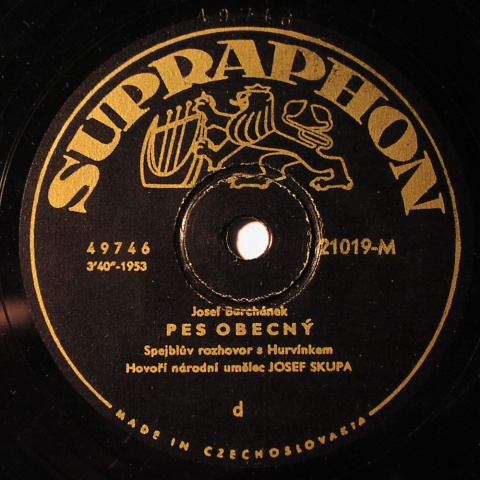 49746
SUPRAPHON
49746
3'40"-1953
21019-M
Josef Barchánek
PES OBECNÝ
Spejblův rozhovor s Hurvínkem
Hovoří národní umělec JOSEF SKUPA
d
MADE IN CZECHOSLOVAKIA